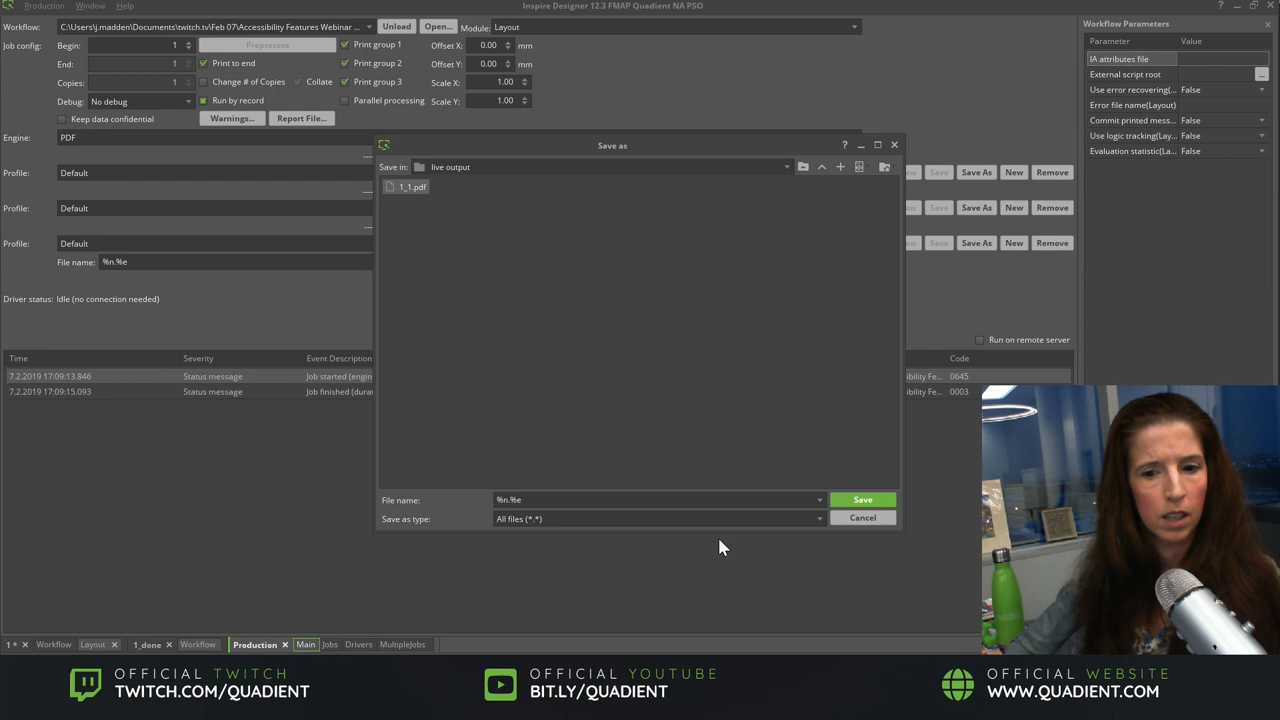 Production Window Help
Inspire Designer 12.3 FMAP Quadient NA PSO
Workflow: C:\Users\j.madden\Documents\twitch.tv\Feb 07\Accessibility Features Webinar ... Unload Open... Module: Layout
Job config: Begin: 1 Preprocess Print group 1 Offset X: 0.00 mm
End: 1 Print to end Print group 2 Offset Y: 0.00 mm
Copies: 1 Change # of Copies Collate Print group 3 Scale X: 1.00
Debug: No debug Run by record Parallel processing Scale Y: 1.00
Keep data confidential Warnings... Report File...
Engine: PDF
Profile: Default Save Save As New Remove
Profile: Default Save Save As New Remove
Profile: Default Save Save As New Remove
File name: %n.%e
Driver status: Idle (no connection needed)
Run on remote server
Time Severity Event Description Code
7.2.2019 17:09:13.846 Status message Job started (engin ibility Fe... 0645
7.2.2019 17:09:15.093 Status message Job finished (dura ibility Fe... 0003
Save as
Save in: live output
1_1.pdf
File name: %n.%e Save
Save as type: All files (*.*) Cancel
Workflow Parameters
Parameter Value
IA attributes file
External script root ...
Use error recovering(... False
Error file name(Layout)
Commit printed mess... False
Use logic tracking(Lay... False
Evaluation statistic(La... False
1 * Workflow Layout 1_done Workflow Production Main Jobs Drivers MultipleJobs
OFFICIAL TWITCH
TWITCH.COM/QUADIENT
OFFICIAL YOUTUBE
BIT.LY/QUADIENT
OFFICIAL WEBSITE
WWW.QUADIENT.COM